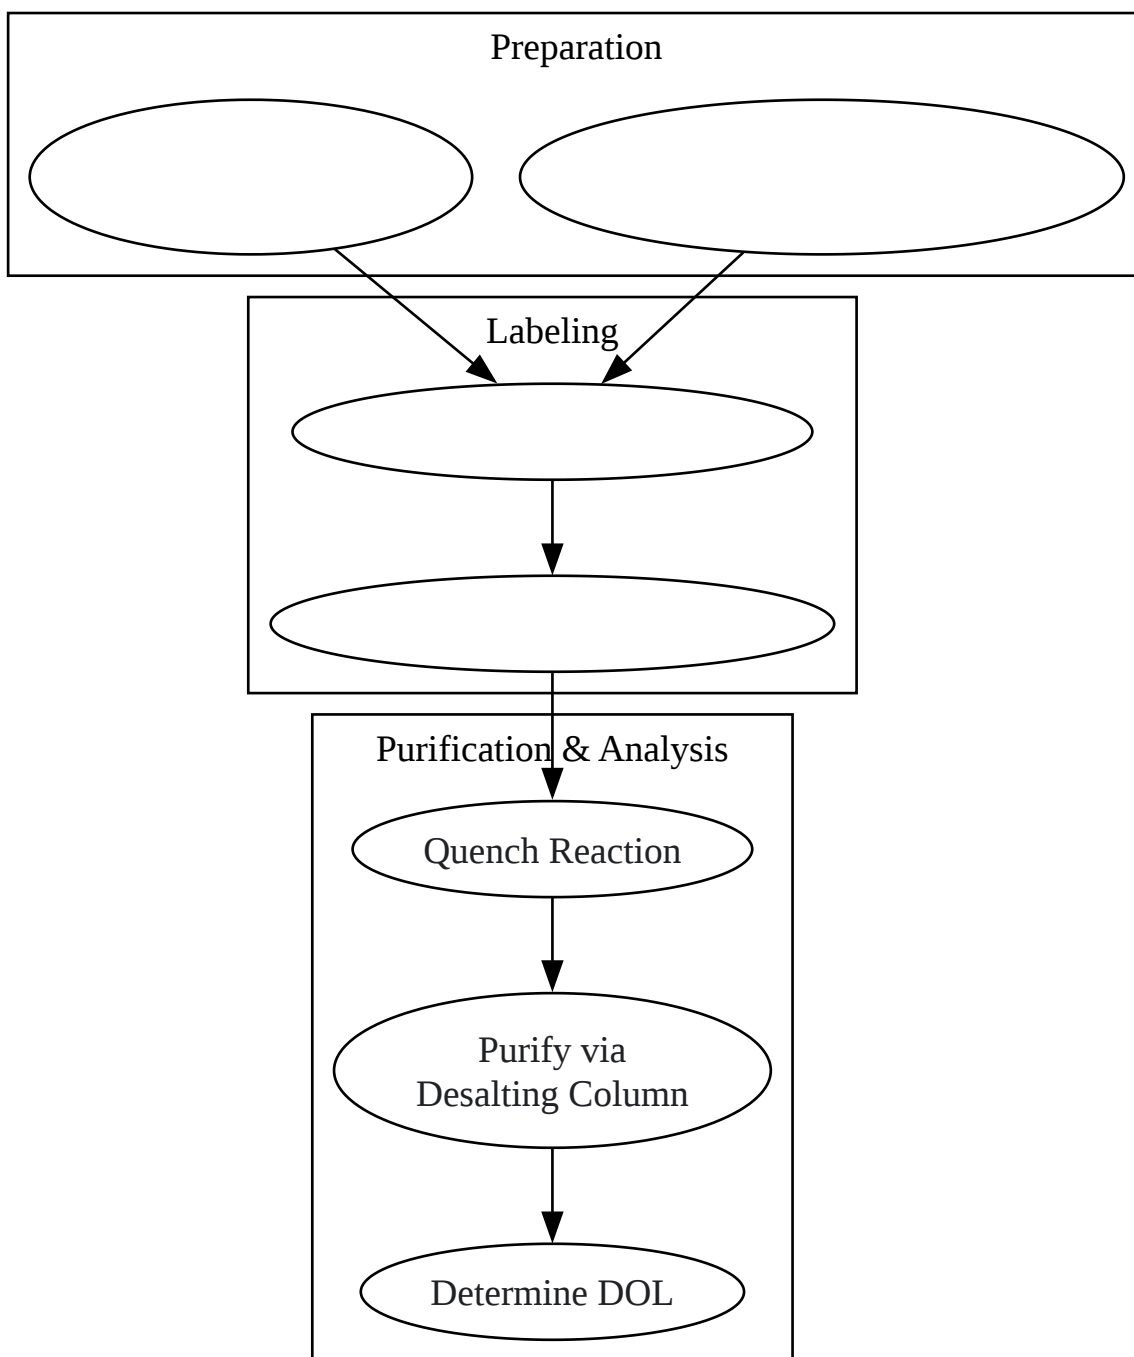 Preparation
Labeling
Purification & Analysis
Quench Reaction
Purify via
Desalting Column
Determine DOL